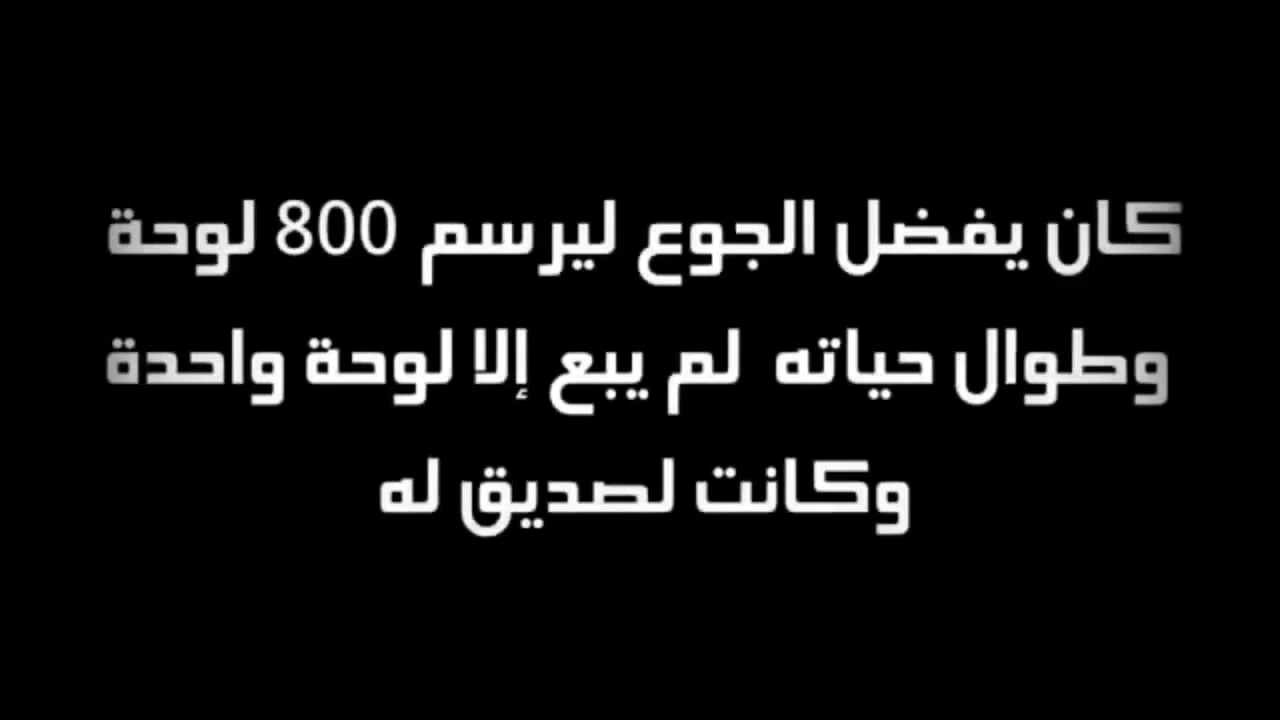 كان يفضل الجوع ليرسم 800 لوحة
وطوال حياته لم يبع إلا لوحة واحدة
وكانت لصديق له